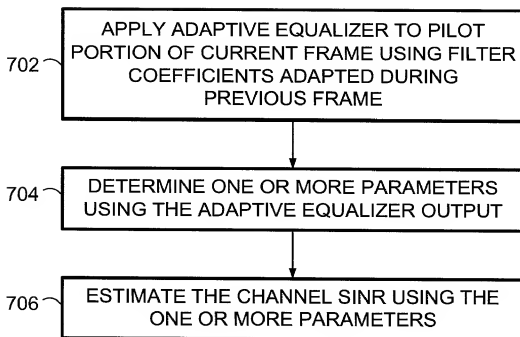 APPLY ADAPTIVE EQUALIZER TO PILOT
PORTION OF CURRENT FRAME USING FILTER
COEFFICIENTS ADAPTED DURING
PREVIOUS FRAME
702
DETERMINE ONE OR MORE PARAMETERS
USING THE ADAPTIVE EQUALIZER OUTPUT
704
ESTIMATE THE CHANNEL SINR USING THE
ONE OR MORE PARAMETERS
706